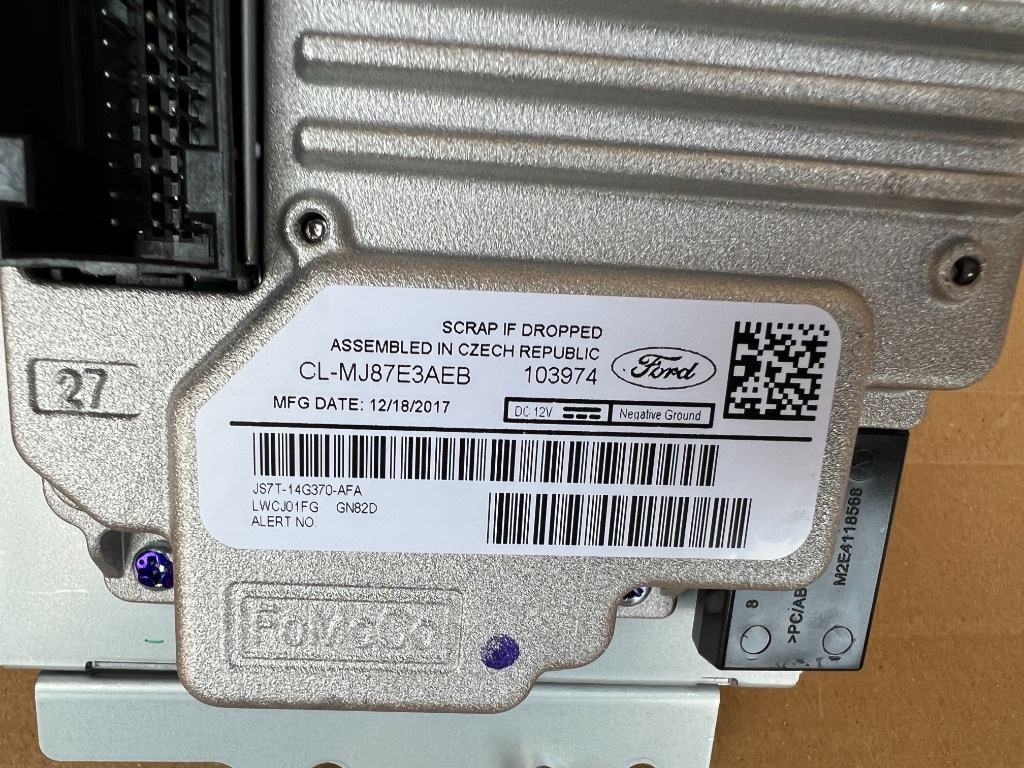 SCRAP IF DROPPED
ASSEMBLED IN CZECH REPUBLIC
CL-MJ87E3AEB 103974
Ford
MFG DATE: 12/18/2017
DC 12V Negative Ground
JS7T-14G370-AFA
LWCJ01FG GN82D
ALERT NO.
27
FoMoCo
M2E4118568
8 >PC/AB